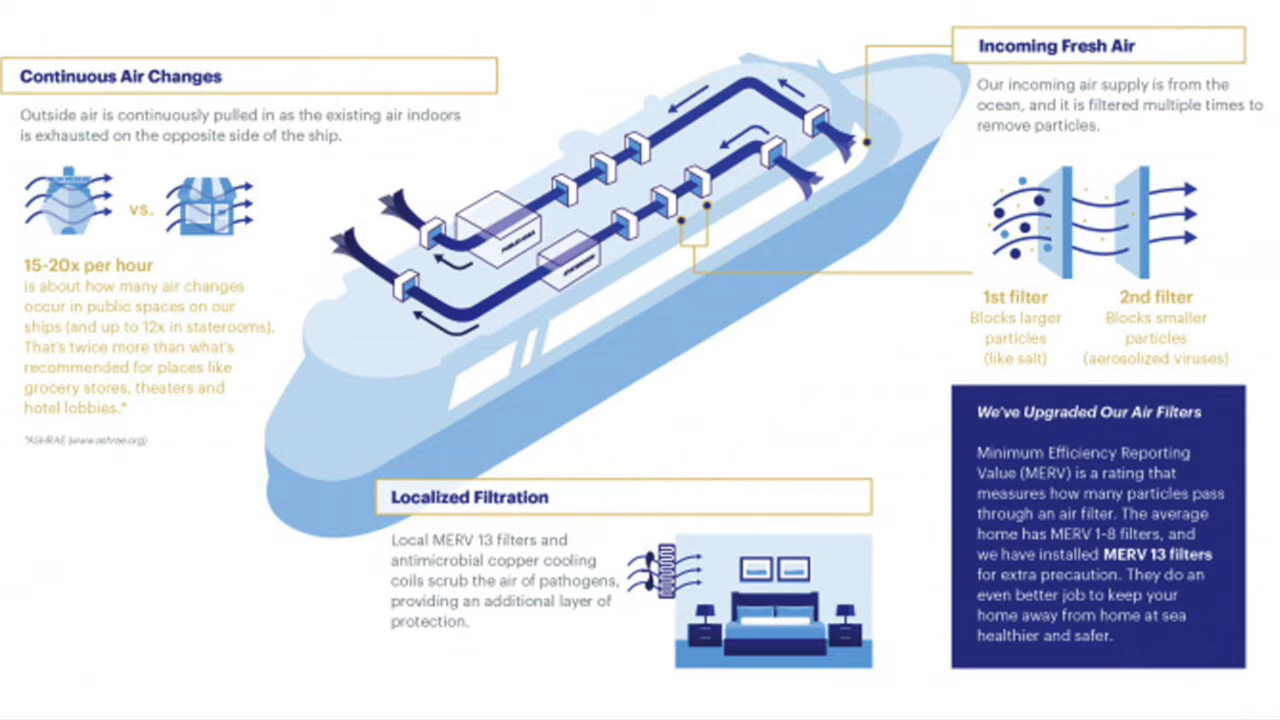 Continuous Air Changes
Outside air is continuously pulled in as the existing air indoors
is exhausted on the opposite side of the ship.
vs.
15-20x per hour
is about how many air changes
occur in public spaces on our
ships (and up to 12x in staterooms).
That's twice more than what's
recommended for places like
grocery stores, theaters and
hotel lobbies.*
*ASHRAE (www.ashrae.org)
Incoming Fresh Air
Our incoming air supply is from the
ocean, and it is filtered multiple times to
remove particles.
1st filter
Blocks larger
particles
(like salt)
2nd filter
Blocks smaller
particles
(aerosolized viruses)
We've Upgraded Our Air Filters
Minimum Efficiency Reporting
Value (MERV) is a rating that
measures how many particles pass
through an air filter. The average
home has MERV 1-8 filters, and
we have installed MERV 13 filters
for extra precaution. They do an
even better job to keep your
home away from home at sea
healthier and safer.
Localized Filtration
Local MERV 13 filters and
antimicrobial copper cooling
coils scrub the air of pathogens,
providing an additional layer of
protection.